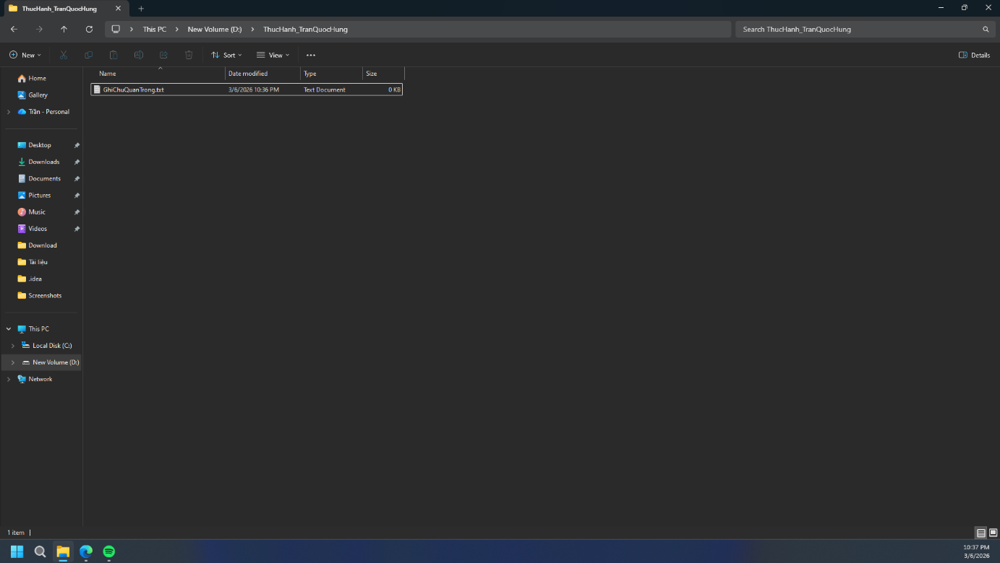 ThucHanh_TranQuocHung
This PC > New Volume (D:) > ThucHanh_TranQuocHung
Search ThucHanh_TranQuocHung
New
Sort
View
Details
Name Date modified Type Size
GhiChuQuanTrong.txt 3/6/2026 10:36 PM Text Document 0 KB
Home
Gallery
Trần - Personal
Desktop
Downloads
Documents
Pictures
Music
Videos
Download
Tài liệu
.idea
Screenshots
This PC
Local Disk (C:)
New Volume (D:)
Network
1 item
10:37 PM
3/6/2026